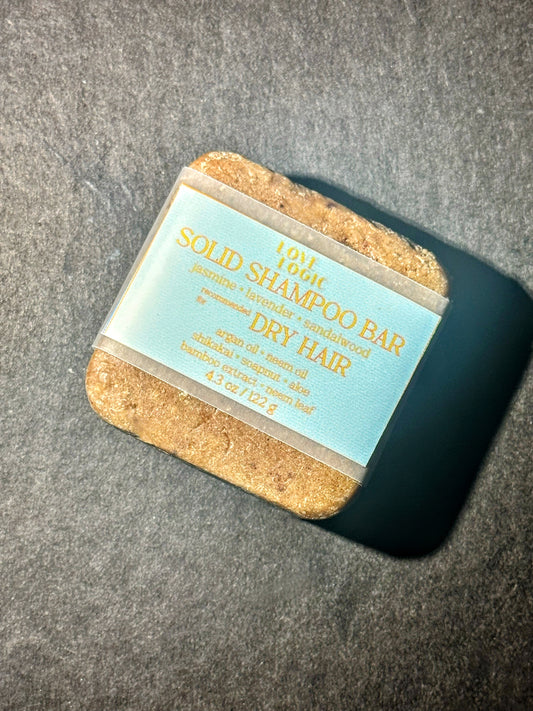 LOVE
LOGIC
SOLID SHAMPOO BAR
jasmine • lavender • sandalwood
recommended
for
DRY HAIR
argan oil • neem oil
shikakai • soapnut • aloe
bamboo extract • neem leaf
4.3 oz / 122 g